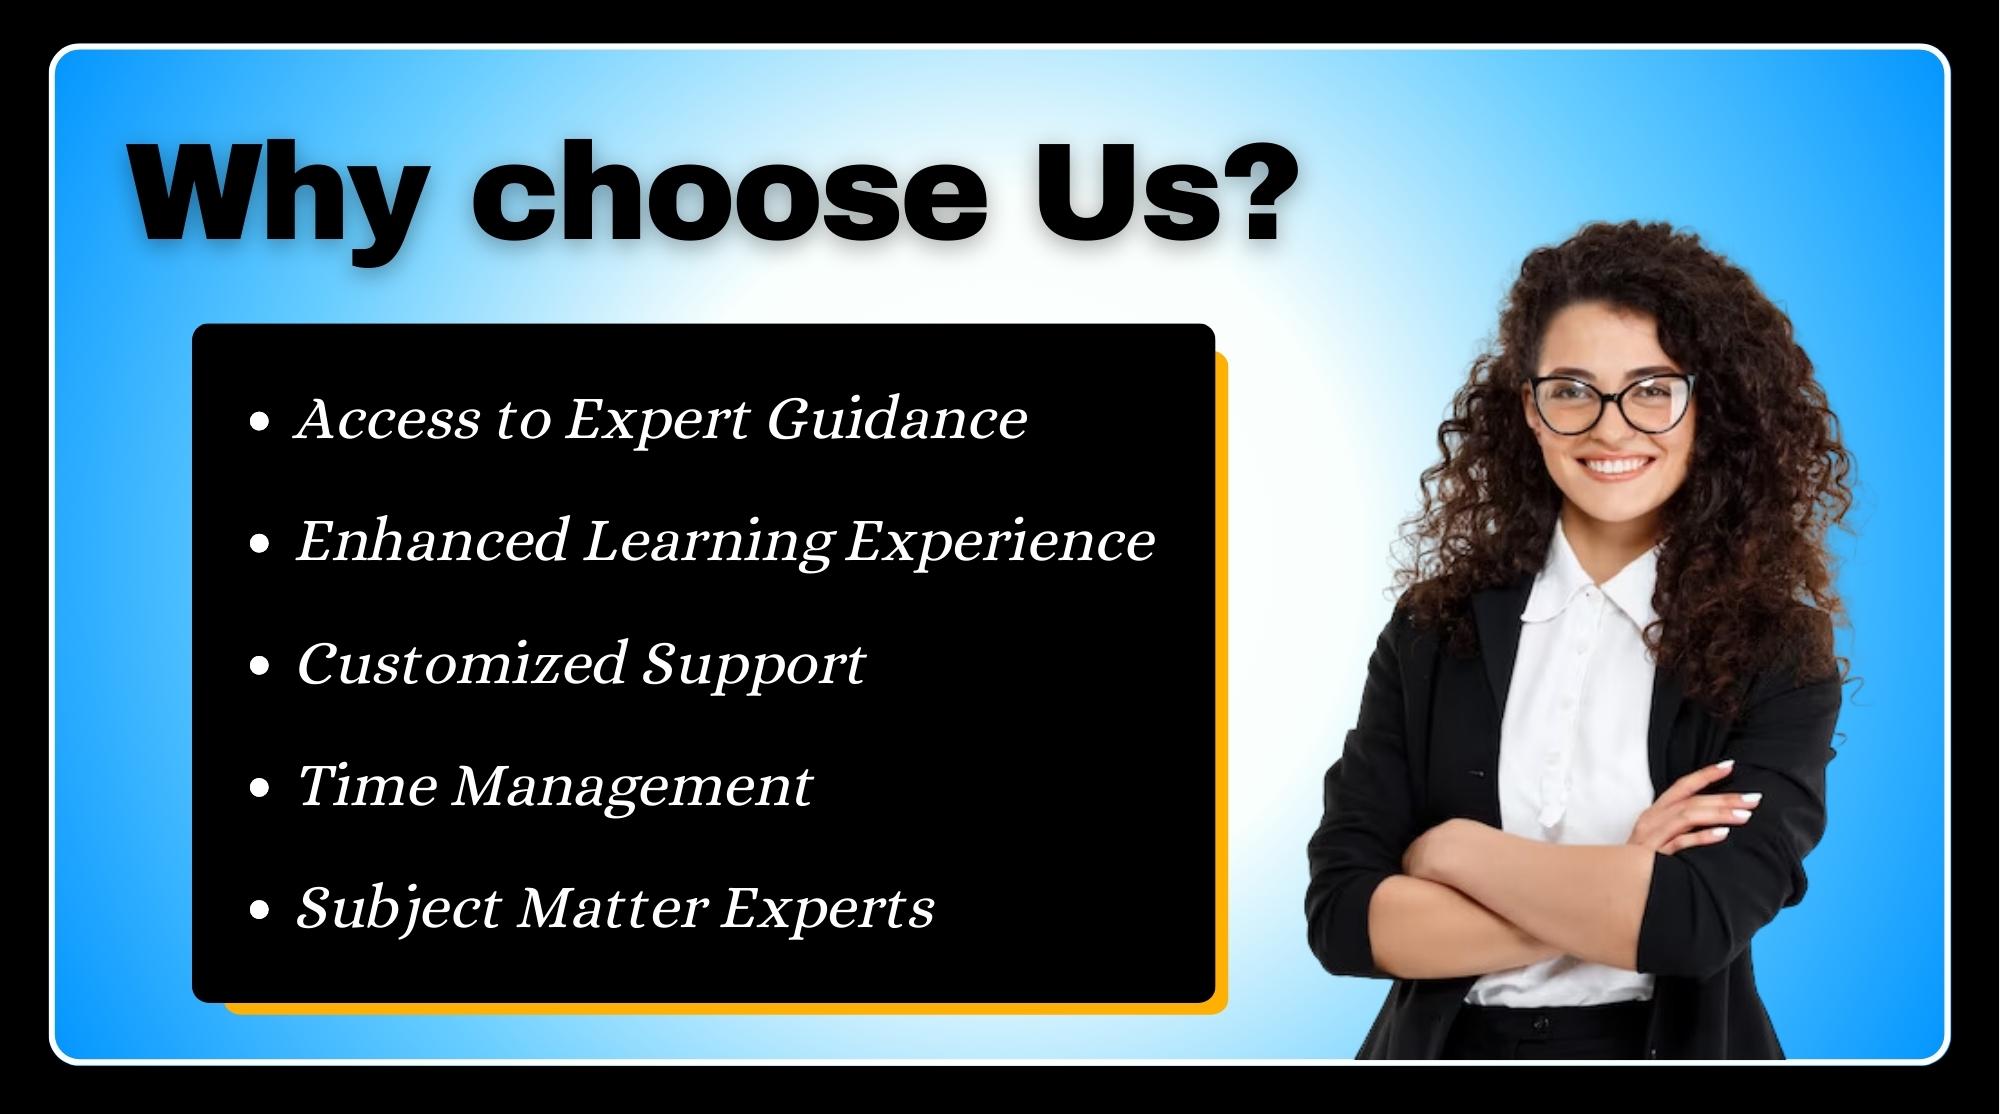 Why choose Us?
Access to Expert Guidance
Enhanced Learning Experience
Customized Support
Time Management
Subject Matter Experts